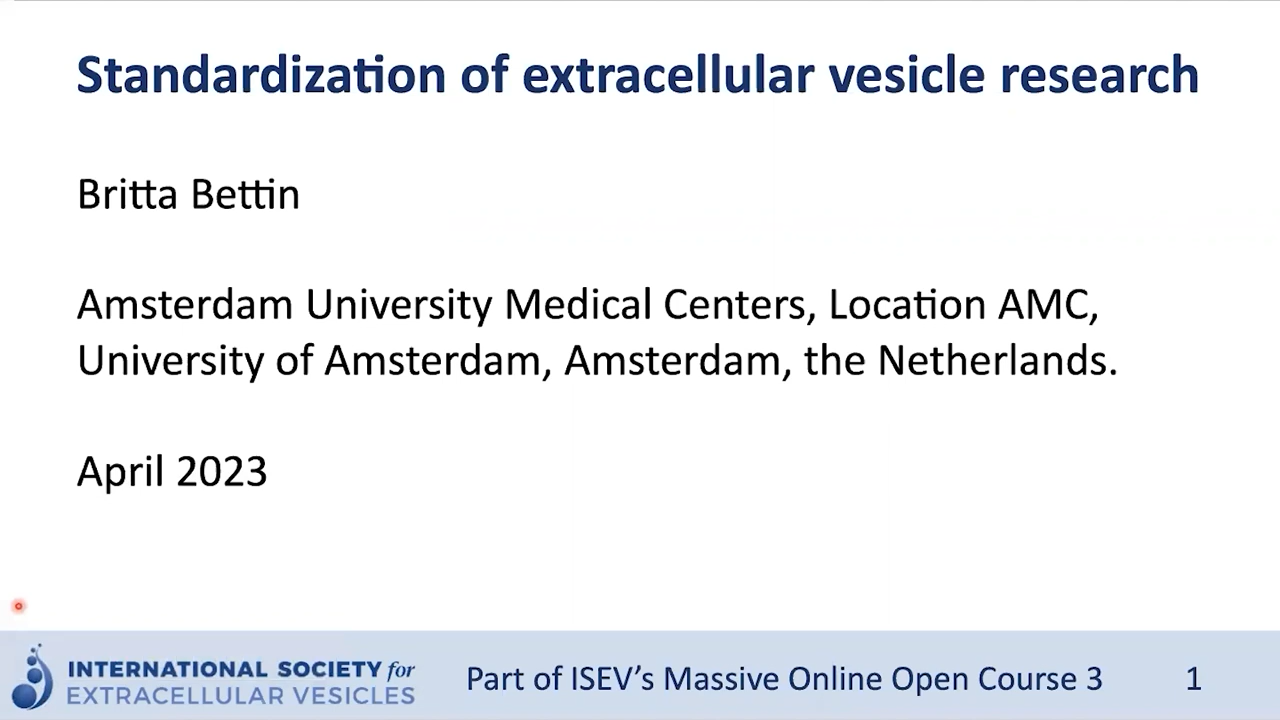 Standardization of extracellular vesicle research
Britta Bettin
Amsterdam University Medical Centers, Location AMC,
University of Amsterdam, Amsterdam, the Netherlands.
April 2023
INTERNATIONAL SOCIETY for
EXTRACELLULAR VESICLES
Part of ISEV’s Massive Online Open Course 3
1